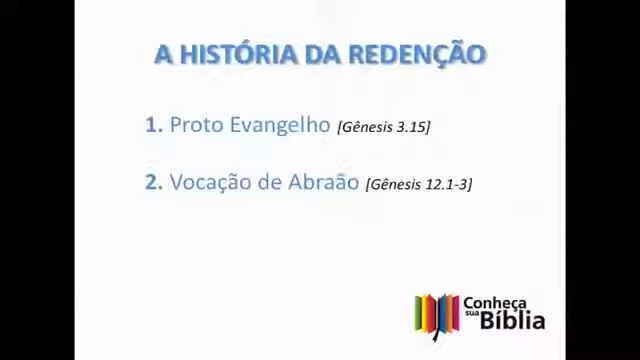 A HISTÓRIA DA REDENÇÃO
1. Proto Evangelho [Gênesis 3.15]
2. Vocação de Abraão [Gênesis 12.1-3]
Conheça
sua Bíblia